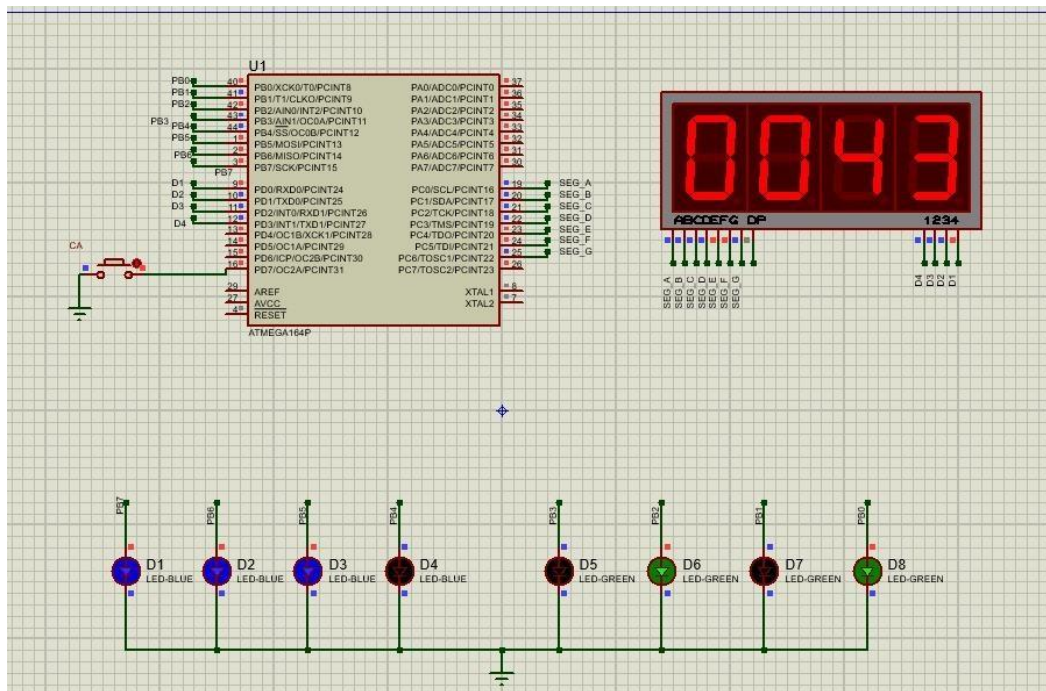 U1
PB0 40 PB0/XCK0/T0/PCINT8
PB1 41 PB1/T1/CLKO/PCINT9
PB2 42 PB2/AIN0/INT2/PCINT10
PB3 43 PB3/AIN1/OC0A/PCINT11
PB4 44 PB4/SS/OC0B/PCINT12
PB5 1 PB5/MOSI/PCINT13
PB6 2 PB6/MISO/PCINT14
PB7 3 PB7/SCK/PCINT15
D1 9 PD0/RXD0/PCINT24
D2 10 PD1/TXD0/PCINT25
D3 11 PD2/INT0/RXD1/PCINT26
D4 12 PD3/INT1/TXD1/PCINT27
13 PD4/OC1B/XCK1/PCINT28
14 PD5/OC1A/PCINT29
15 PD6/ICP/OC2B/PCINT30
16 PD7/OC2A/PCINT31
29 AREF
27 AVCC
4 RESET
PA0/ADC0/PCINT0 37
PA1/ADC1/PCINT1 36
PA2/ADC2/PCINT2 35
PA3/ADC3/PCINT3 34
PA4/ADC4/PCINT4 33
PA5/ADC5/PCINT5 32
PA6/ADC6/PCINT6 31
PA7/ADC7/PCINT7 30
PC0/SCL/PCINT16 19 SEG_A
PC1/SDA/PCINT17 20 SEG_B
PC2/TCK/PCINT18 21 SEG_C
PC3/TMS/PCINT19 22 SEG_D
PC4/TDO/PCINT20 23 SEG_E
PC5/TDI/PCINT21 24 SEG_F
PC6/TOSC1/PCINT22 25 SEG_G
PC7/TOSC2/PCINT23 26
XTAL1 8
XTAL2 7
ATMEGA164P
CA
0043
ABCDEFG DP 1234
SEG_A
SEG_B
SEG_C
SEG_D
SEG_E
SEG_F
SEG_G
D4
D3
D2
D1
PB7
PB6
PB5
PB4
PB3
PB2
PB1
PB0
D1
LED-BLUE
D2
LED-BLUE
D3
LED-BLUE
D4
LED-BLUE
D5
LED-GREEN
D6
LED-GREEN
D7
LED-GREEN
D8
LED-GREEN